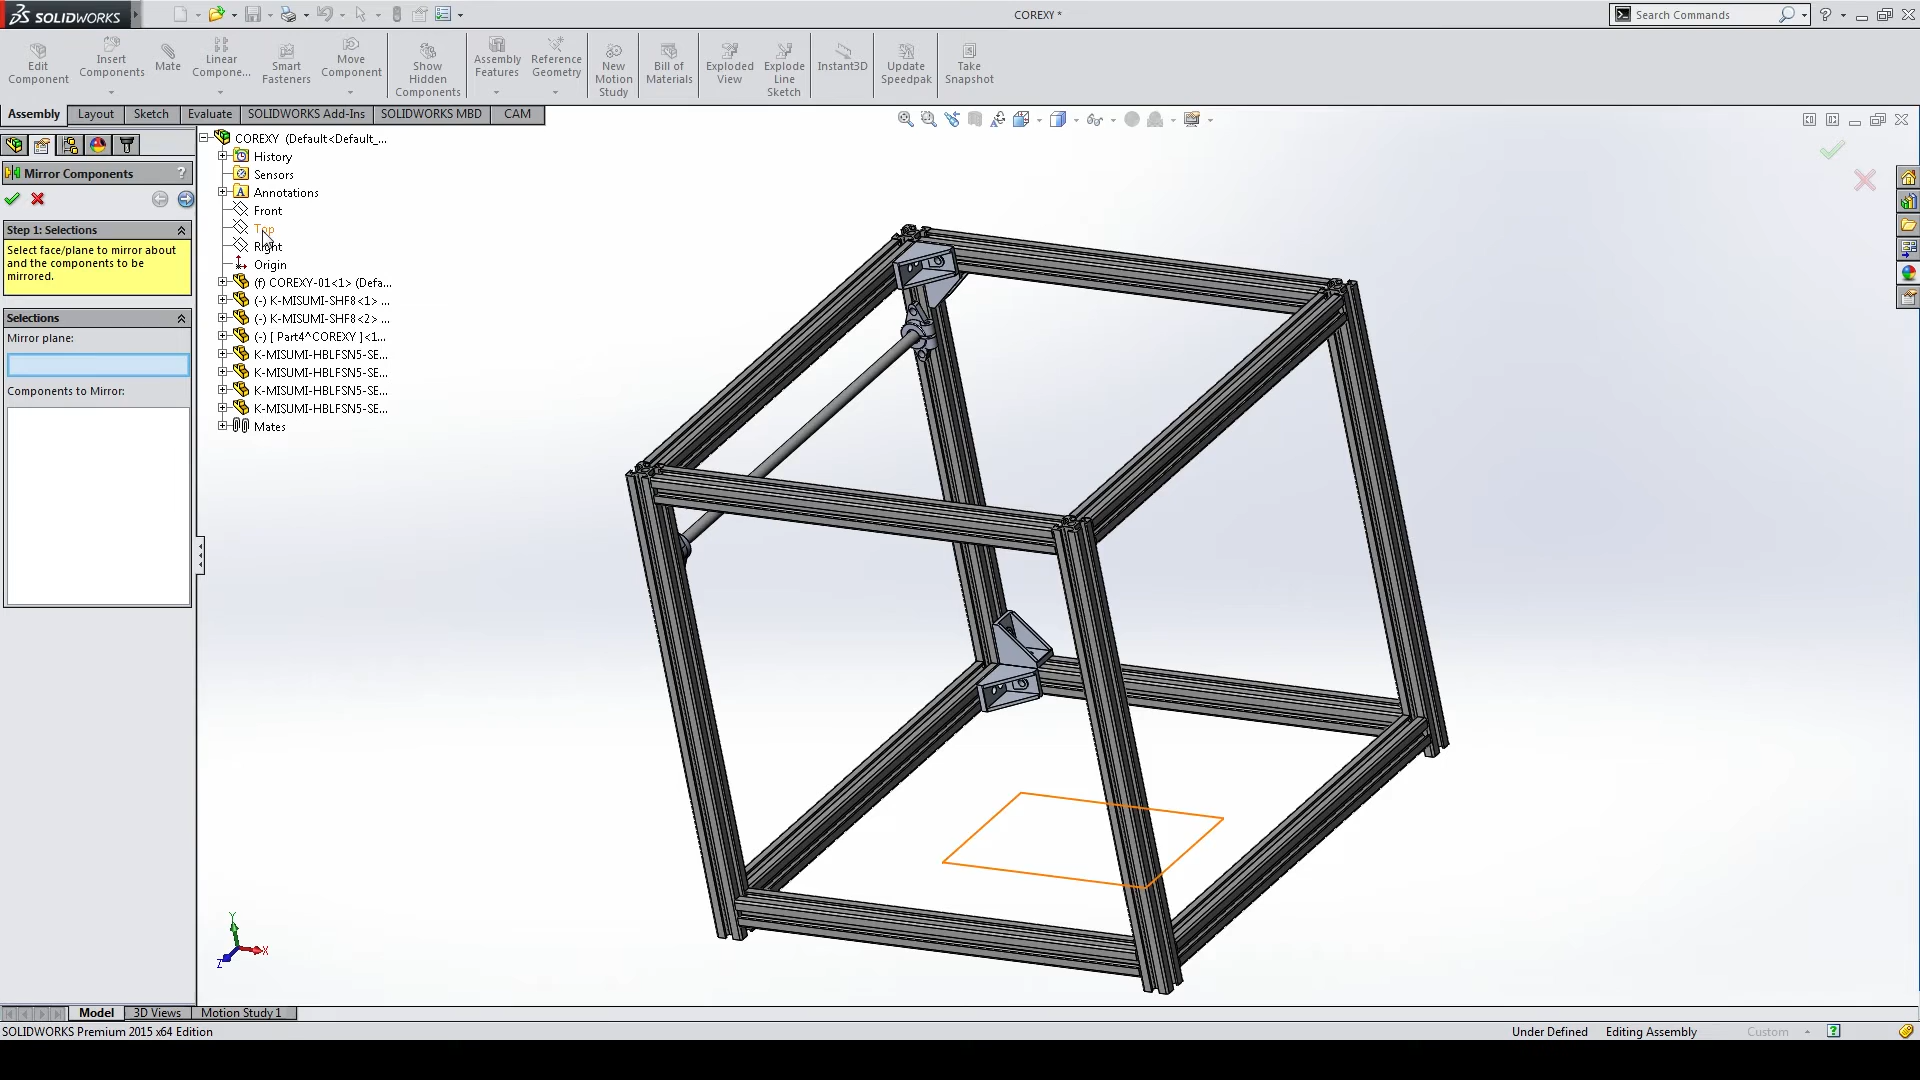 SOLIDWORKS
COREXY *
Search Commands
Edit Component
Insert Components
Mate
Linear Compone...
Smart Fasteners
Move Component
Show Hidden Components
Assembly Features
Reference Geometry
New Motion Study
Bill of Materials
Exploded View
Explode Line Sketch
Instant3D
Update Speedpak
Take Snapshot
Assembly
Layout
Sketch
Evaluate
SOLIDWORKS Add-Ins
SOLIDWORKS MBD
CAM
Mirror Components
?
Step 1: Selections
Select face/plane to mirror about
and the components to be
mirrored.
Selections
Mirror plane:
Components to Mirror:
COREXY (Default<Default_...
History
Sensors
Annotations
Front
Top
Right
Origin
(f) COREXY-01<1> (Defa...
(-) K-MISUMI-SHF8<1> ...
(-) K-MISUMI-SHF8<2> ...
(-) [ Part4^COREXY ]<1...
K-MISUMI-HBLFSN5-SE...
K-MISUMI-HBLFSN5-SE...
K-MISUMI-HBLFSN5-SE...
K-MISUMI-HBLFSN5-SE...
Mates
Y
X
Z
Model
3D Views
Motion Study 1
SOLIDWORKS Premium 2015 x64 Edition
Under Defined
Editing Assembly
Custom
?